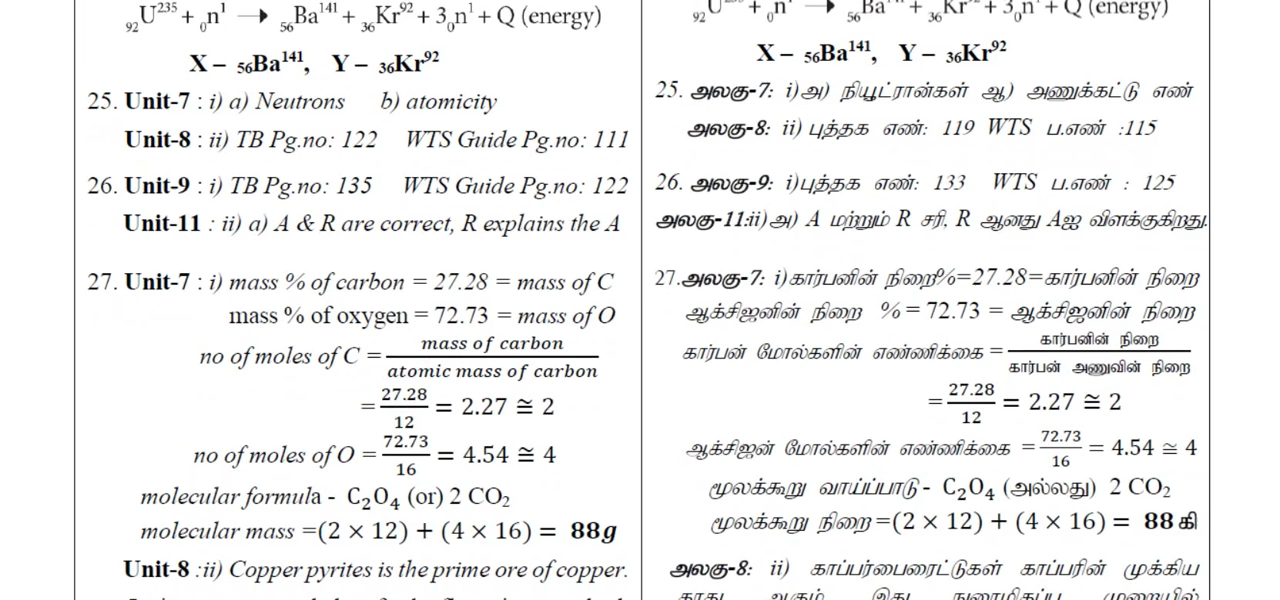 ₉₂U²³⁵ + ₀n¹ → ₅₆Ba¹⁴¹ + ₃₆Kr⁹² + 3₀n¹ + Q (energy)
X – ₅₆Ba¹⁴¹, Y – ₃₆Kr⁹²
25. Unit-7 : i) a) Neutrons b) atomicity
Unit-8 : ii) TB Pg.no: 122 WTS Guide Pg.no: 111
26. Unit-9 : i) TB Pg.no: 135 WTS Guide Pg.no: 122
Unit-11 : ii) a) A & R are correct, R explains the A
27. Unit-7 : i) mass % of carbon = 27.28 = mass of C
mass % of oxygen = 72.73 = mass of O
no of moles of C = mass of carbon / atomic mass of carbon
= 27.28 / 12 = 2.27 ≅ 2
no of moles of O = 72.73 / 16 = 4.54 ≅ 4
molecular formula - C₂O₄ (or) 2 CO₂
molecular mass =(2 × 12) + (4 × 16) = 88g
Unit-8 :ii) Copper pyrites is the prime ore of copper.
₉₂U²³⁵ + ₀n¹ → ₅₆Ba¹⁴¹ + ₃₆Kr⁹² + 3₀n¹ + Q (energy)
X – ₅₆Ba¹⁴¹, Y – ₃₆Kr⁹²
25. அலகு-7: i)அ) நியூட்ரான்கள் ஆ) அணுக்கட்டு எண்
அலகு-8: ii) புத்தக எண்: 119 WTS ப.எண் :115
26. அலகு-9: i)புத்தக எண்: 133 WTS ப.எண் : 125
அலகு-11:ii)அ) A மற்றும் R சரி, R ஆனது Aஐ விளக்குகிறது.
27.அலகு-7: i)கார்பனின் நிறை%=27.28=கார்பனின் நிறை
ஆக்சிஜனின் நிறை % = 72.73 = ஆக்சிஜனின் நிறை
கார்பன் மோல்களின் எண்ணிக்கை = கார்பனின் நிறை / கார்பன் அணுவின் நிறை
= 27.28 / 12 = 2.27 ≅ 2
ஆக்சிஜன் மோல்களின் எண்ணிக்கை = 72.73 / 16 = 4.54 ≅ 4
மூலக்கூறு வாய்ப்பாடு - C₂O₄ (அல்லது) 2 CO₂
மூலக்கூறு நிறை =(2 × 12) + (4 × 16) = 88 கி
அலகு-8: ii) காப்பர்பைரைட்டுகள் காப்பரின் முக்கிய